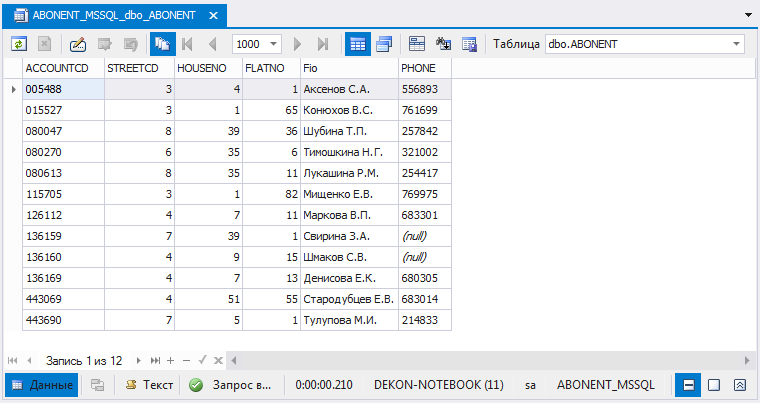 ABONENT_MSSQL_dbo_ABONENT
1000 Таблица dbo.ABONENT
ACCOUNTCD STREETCD HOUSENO FLATNO Fio PHONE
005488 3 4 1 Аксенов С.А. 556893
015527 3 1 65 Конюхов В.С. 761699
080047 8 39 36 Шубина Т.П. 257842
080270 6 35 6 Тимошкина Н.Г. 321002
080613 8 35 11 Лукашина Р.М. 254417
115705 3 1 82 Мищенко Е.В. 769975
126112 4 7 11 Маркова В.П. 683301
136159 7 39 1 Свирина З.А. (null)
136160 4 9 15 Шмаков С.В. (null)
136169 4 7 13 Денисова Е.К. 680305
443069 4 51 55 Стародубцев Е.В. 683014
443690 7 5 1 Тулупова М.И. 214833
Запись 1 из 12
Данные Текст Запрос в... 0:00:00.210 DEKON-NOTEBOOK (11) sa ABONENT_MSSQL